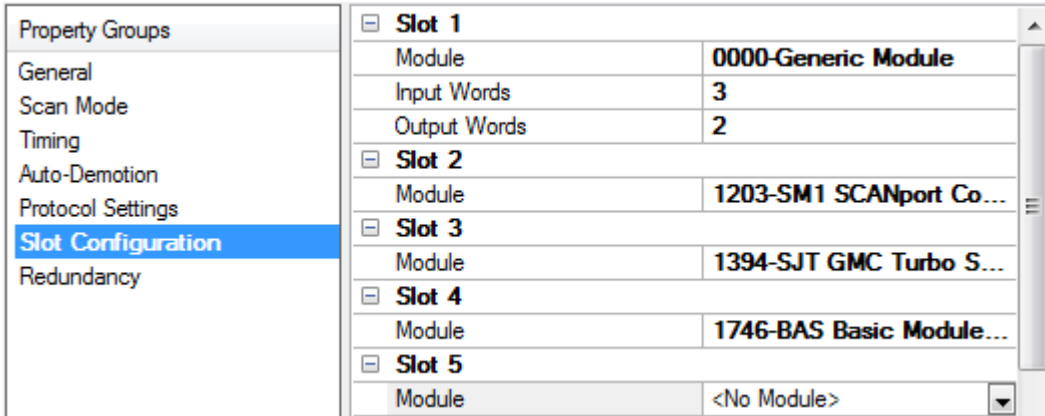 Property Groups
General
Scan Mode
Timing
Auto-Demotion
Protocol Settings
Slot Configuration
Redundancy
Slot 1
Module 0000-Generic Module
Input Words 3
Output Words 2
Slot 2
Module 1203-SM1 SCANport Co...
Slot 3
Module 1394-SJT GMC Turbo S...
Slot 4
Module 1746-BAS Basic Module...
Slot 5
Module <No Module>